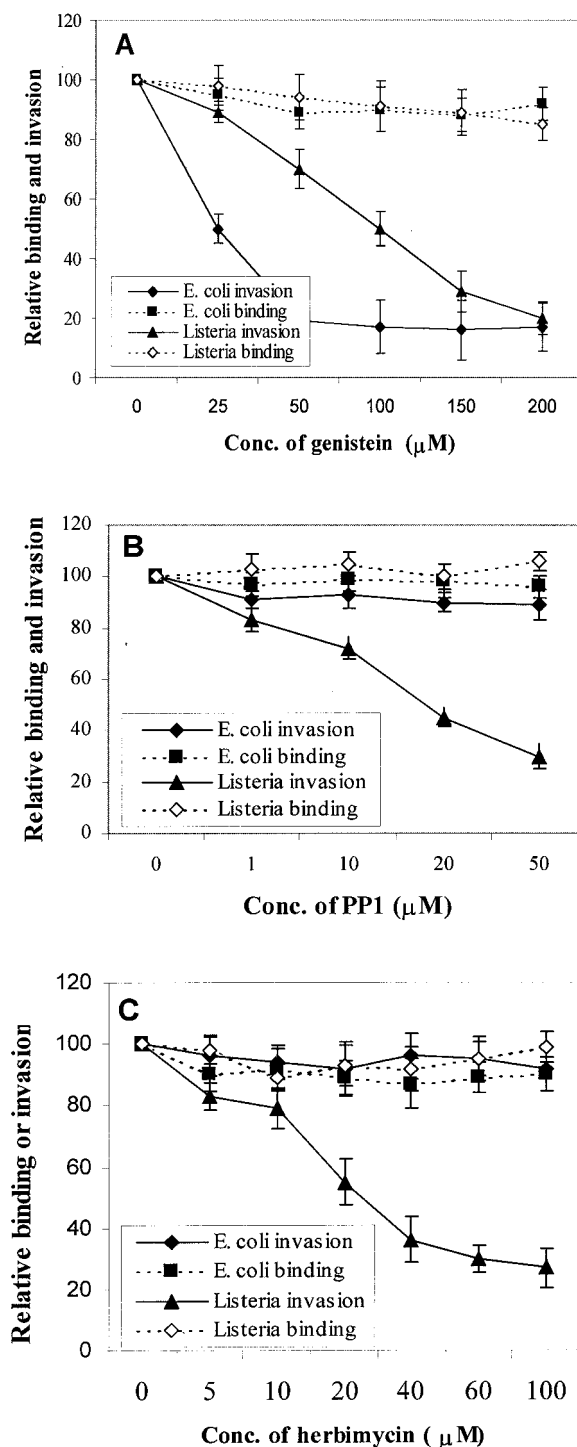 A
Relative binding and invasion
120
100
80
60
40
20
0
E. coli invasion
E. coli binding
Listeria invasion
Listeria binding
0 25 50 100 150 200
Conc. of genistein (μM)
B
Relative binding and invasion
120
100
80
60
40
20
0
E. coli invasion
E. coli binding
Listeria invasion
Listeria binding
0 1 10 20 50
Conc. of PP1 (μM)
C
Relative binding or invasion
120
100
80
60
40
20
0
E. coli invasion
E. coli binding
Listeria invasion
Listeria binding
0 5 10 20 40 60 100
Conc. of herbimycin ( μM)